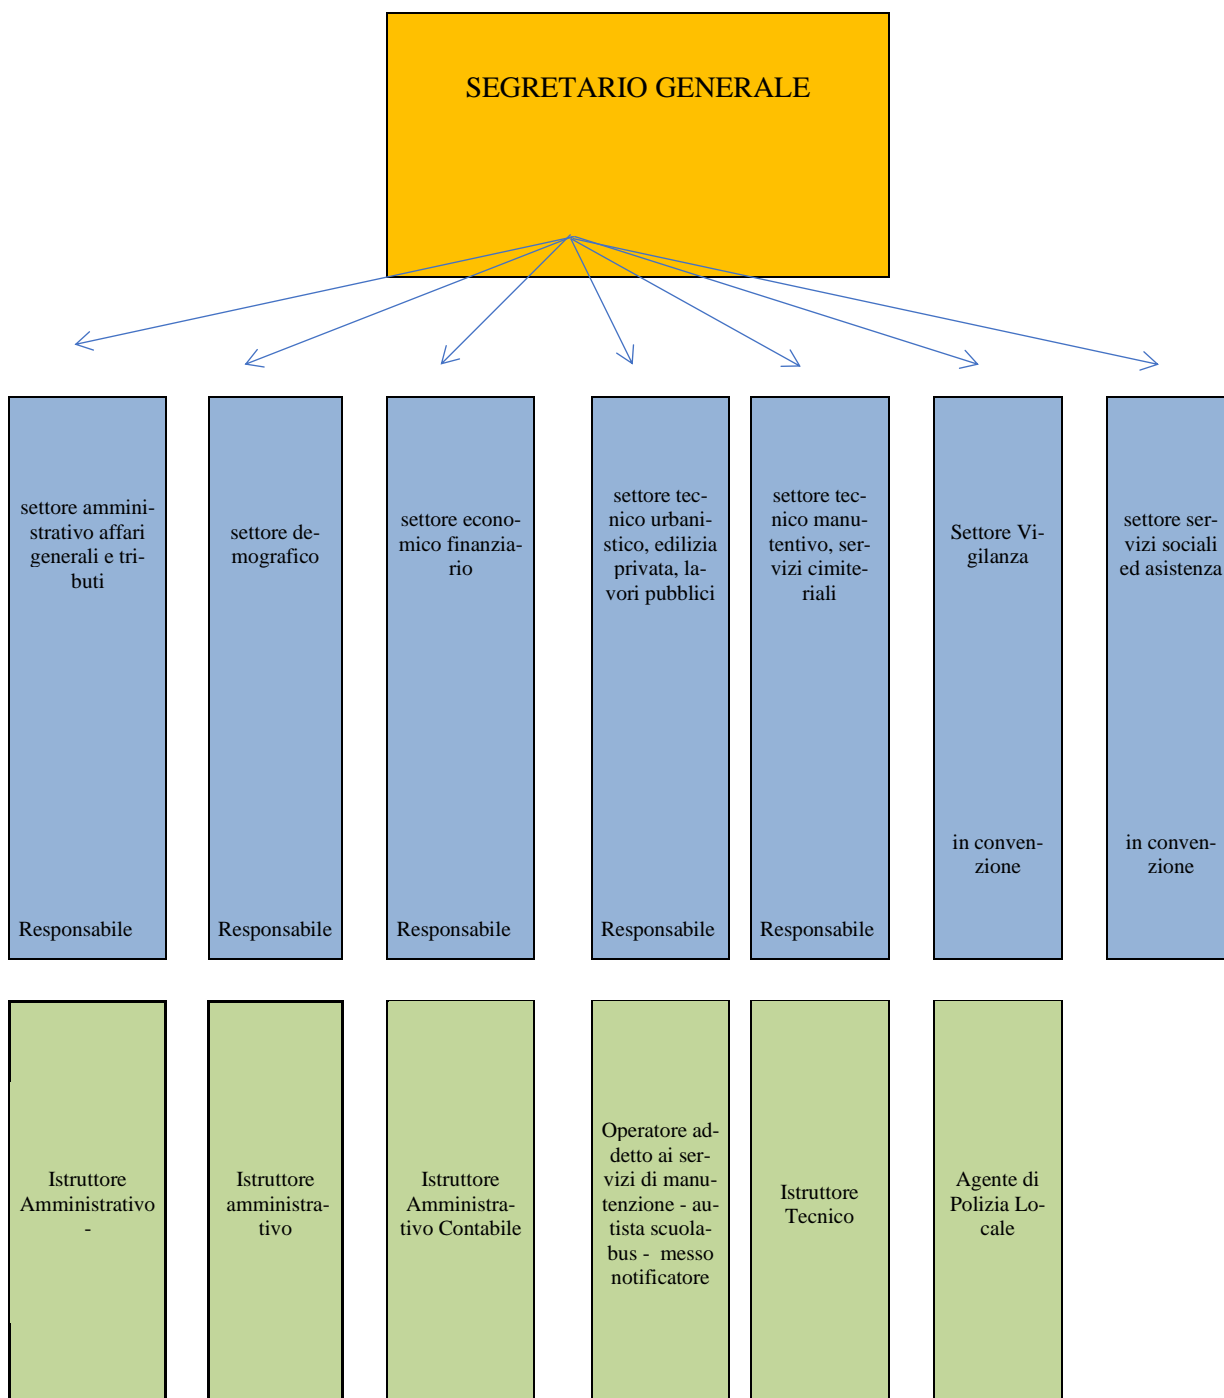 SEGRETARIO GENERALE
settore ammini-
strativo affari
generali e tri-
buti
Responsabile
settore de-
mografico
Responsabile
settore econo-
mico finanzia-
rio
Responsabile
settore tec-
nico urbani-
stico, edilizia
privata, la-
vori pubblici
Responsabile
settore tec-
nico manu-
tentivo, ser-
vizi cimite-
riali
Responsabile
Settore Vi-
gilanza
in conven-
zione
settore ser-
vizi sociali
ed asistenza
in conven-
zione
Istruttore
Amministrativo
-
Istruttore
amministra-
tivo
Istruttore
Amministra-
tivo Contabile
Operatore ad-
detto ai ser-
vizi di manu-
tenzione - au-
tista scuola-
bus - messo
notificatore
Istruttore
Tecnico
Agente di
Polizia Lo-
cale